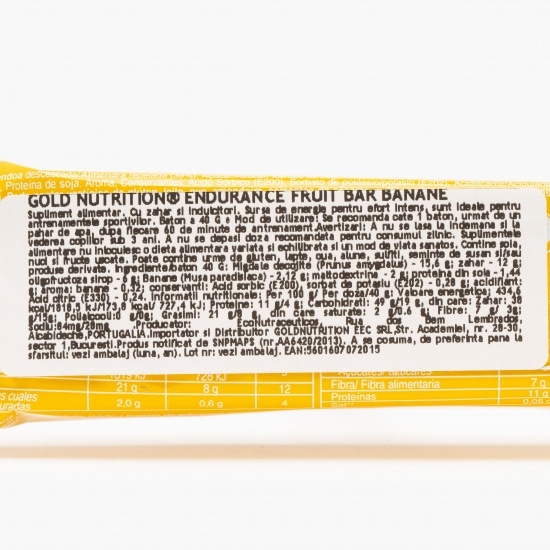 Proteína de soja, Aroma,
GOLD NUTRITION® ENDURANCE FRUIT BAR BANANE
Supliment alimentar. Cu zahar si indulcitori. Sursa de energie pentru efort intens, sunt ideale pentru
antrenamentele sportivilor. Baton a 40 G e Mod de utilizare: Se recomanda cate 1 baton, urmat de un
pahar de apa, dupa fiecare 60 de minute de antrenament.Avertizari: A nu se lasa la indemana si la
vederea copiilor sub 3 ani. A nu se depasi doza recomandata pentru consumul zilnic. Suplimentele
alimentare nu inlocuiesc o dieta alimentara variata si echilibrata si un mod de viata sanatos. Contine soia,
nuci si fructe uscate. Poate contine urme de gluten, lapte, oua, alune, sulfiti, seminte de susan si/sau
produse derivate. Ingrediente/baton 40 G: Migdale decojite (Prunus amygdalus) - 15,6 g; zahar - 12 g;
oligofructoza sirop - 6 g; Banana (Musa paradisiaca) - 2,12 g; maltodextrina - 2 g; proteina din soia - 1,44
g; aroma: banane - 0,32; conservanti: acid sorbic (E200), sorbat de potasiu (E202) - 0,28 g; acidifiant:
Acid citric (E330) - 0,24. Informatii nutritionale: Per 100 g/ Per doza/40 g: Valoare energetica; 434,6
kcal/1818,5 kJ/173,8 kcal/ 727,4 kJ; Proteine: 11 g/4 g; Carbohidrati: 49 g/19 g, din care: Zahar: 38
g/15g; Polialcooli:0 g/0g; Grasimi: 21 g/8 g, din care saturate: 2 g/0.6 g; Fibre: 7 g/ 3g;
Sodiu:84mg/28mg Producator: EcoNutraceuticos, Rua dos Bem Lembrados,
Alcabideche,PORTUGALIA.Importator si Distribuitor GOLDNUTRITION EEC SRL,Str. Academiei, nr. 28-30,
sector 1,Bucuresti.Produs notificat de SNPMAPS (nr.AA6420/2013). A se cosuma, de preferinta pana la
sfarsitul: vezi ambalaj (luna, an). Lot nr: vezi ambalaj. EAN:5601607072015
728 kJ
21 g 8 g 12 Fibra/ Fibra alimentaria 7 g
s cuales 2,0 g 0,6 g 4 Proteínas 11 g